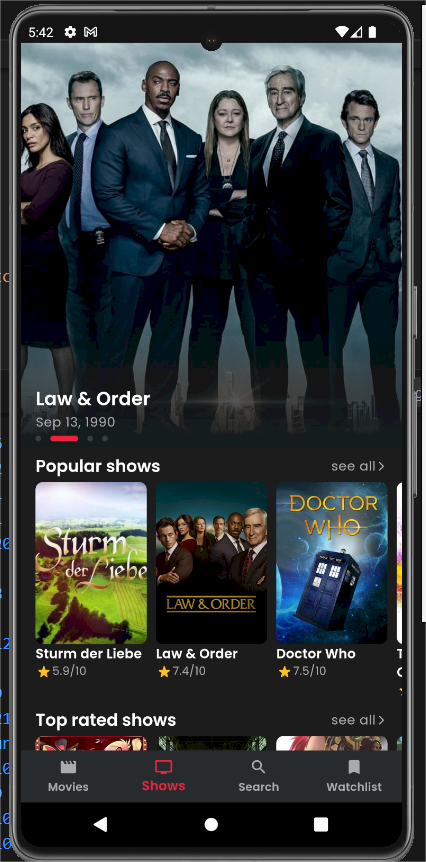 5:42
Law & Order
Sep 13, 1990
Popular shows see all
Sturm
der Liebe
LAW & ORDER
DOCTOR
WHO
Sturm der Liebe Law & Order Doctor Who
5.9/10 7.4/10 7.5/10
Top rated shows see all
Movies Shows Search Watchlist